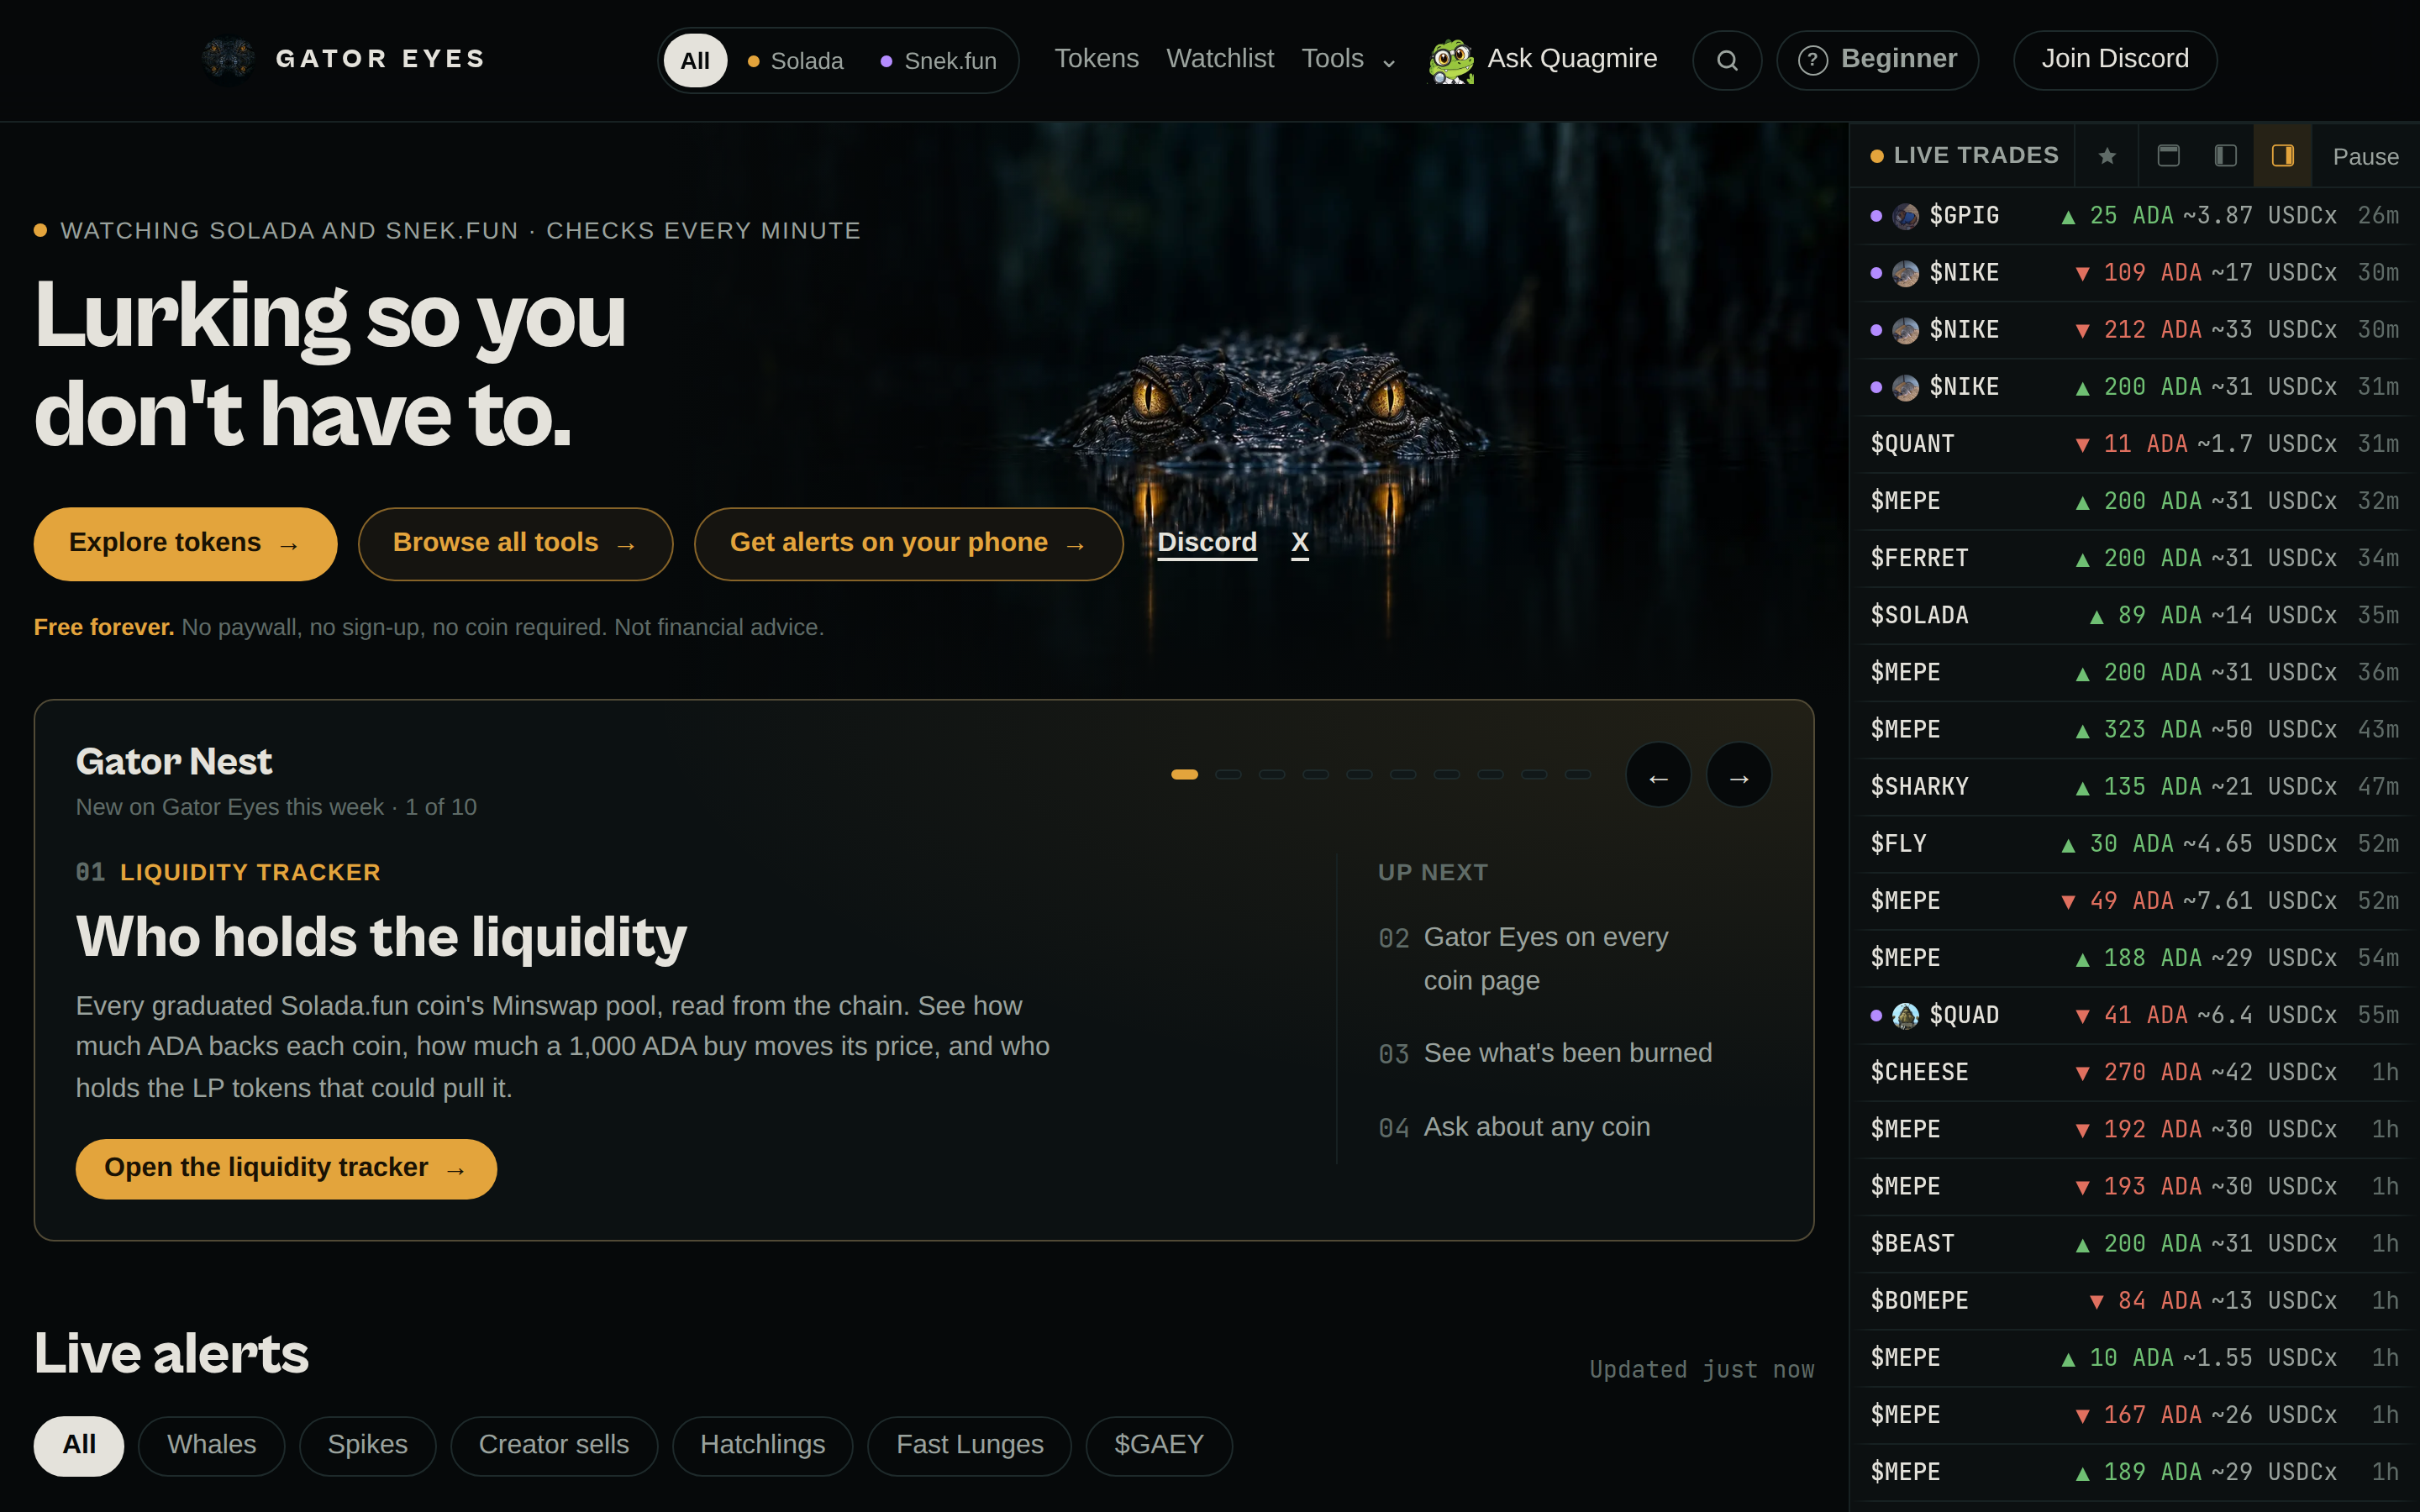 GATOR EYES
All Solada Snek.fun Tokens Watchlist Tools Ask Quagmire ? Beginner Join Discord
WATCHING SOLADA AND SNEK.FUN · CHECKS EVERY MINUTE
Lurking so you
don't have to.
Explore tokens → Browse all tools → Get alerts on your phone → Discord X
Free forever. No paywall, no sign-up, no coin required. Not financial advice.
Gator Nest
New on Gator Eyes this week · 1 of 10
← →
01 LIQUIDITY TRACKER
Who holds the liquidity
Every graduated Solada.fun coin's Minswap pool, read from the chain. See how
much ADA backs each coin, how much a 1,000 ADA buy moves its price, and who
holds the LP tokens that could pull it.
Open the liquidity tracker →
UP NEXT
02 Gator Eyes on every
coin page
03 See what's been burned
04 Ask about any coin
Live alerts
Updated just now
All Whales Spikes Creator sells Hatchlings Fast Lunges $GAEY
LIVE TRADES Pause
$GPIG ▲ 25 ADA ~3.87 USDCx 26m
$NIKE ▼ 109 ADA ~17 USDCx 30m
$NIKE ▼ 212 ADA ~33 USDCx 30m
$NIKE ▲ 200 ADA ~31 USDCx 31m
$QUANT ▼ 11 ADA ~1.7 USDCx 31m
$MEPE ▲ 200 ADA ~31 USDCx 32m
$FERRET ▲ 200 ADA ~31 USDCx 34m
$SOLADA ▲ 89 ADA ~14 USDCx 35m
$MEPE ▲ 200 ADA ~31 USDCx 36m
$MEPE ▲ 323 ADA ~50 USDCx 43m
$SHARKY ▲ 135 ADA ~21 USDCx 47m
$FLY ▲ 30 ADA ~4.65 USDCx 52m
$MEPE ▼ 49 ADA ~7.61 USDCx 52m
$MEPE ▲ 188 ADA ~29 USDCx 54m
$QUAD ▼ 41 ADA ~6.4 USDCx 55m
$CHEESE ▼ 270 ADA ~42 USDCx 1h
$MEPE ▼ 192 ADA ~30 USDCx 1h
$MEPE ▼ 193 ADA ~30 USDCx 1h
$BEAST ▲ 200 ADA ~31 USDCx 1h
$BOMEPE ▼ 84 ADA ~13 USDCx 1h
$MEPE ▲ 10 ADA ~1.55 USDCx 1h
$MEPE ▼ 167 ADA ~26 USDCx 1h
$MEPE ▲ 189 ADA ~29 USDCx 1h